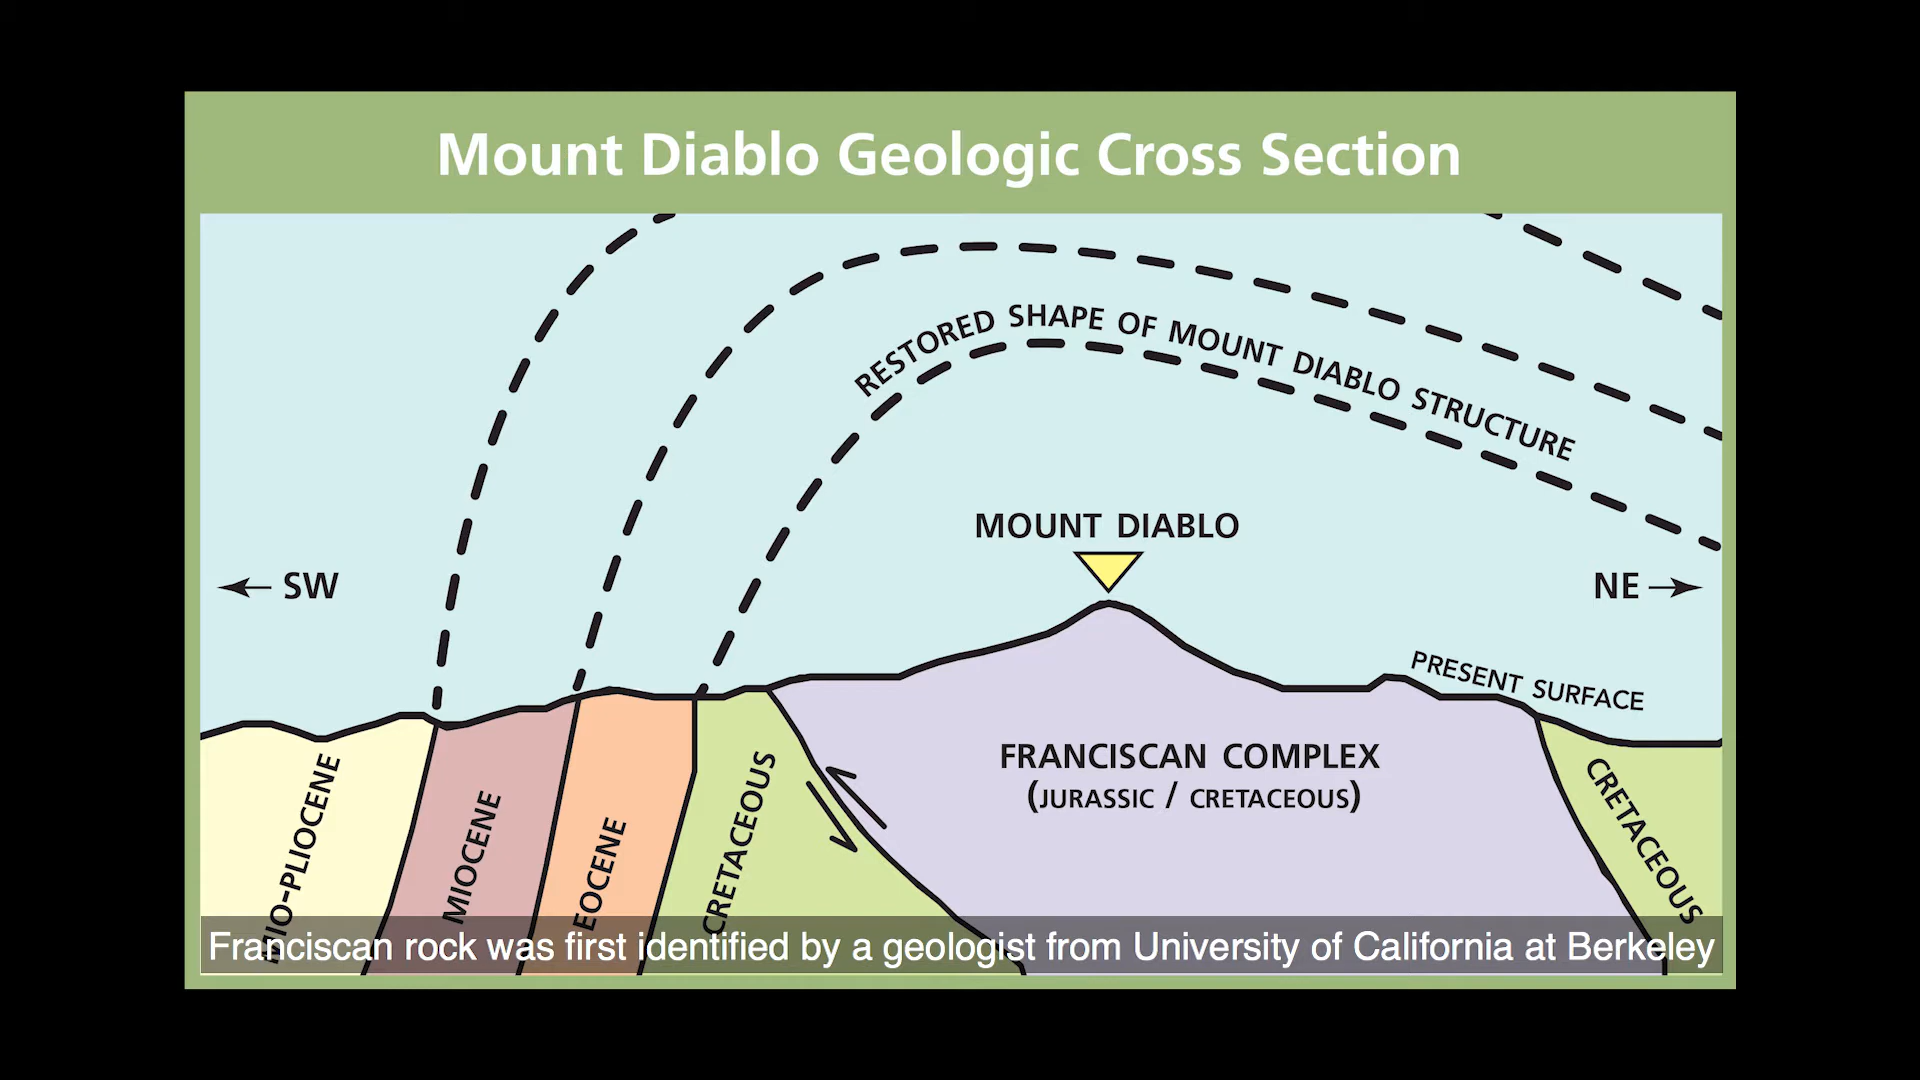 Mount Diablo Geologic Cross Section
RESTORED SHAPE OF MOUNT DIABLO STRUCTURE
MOUNT DIABLO
← SW
NE →
PRESENT SURFACE
FRANCISCAN COMPLEX
(JURASSIC / CRETACEOUS)
MIO-PLIOCENE
MIOCENE
EOCENE
CRETACEOUS
CRETACEOUS
Franciscan rock was first identified by a geologist from University of California at Berkeley